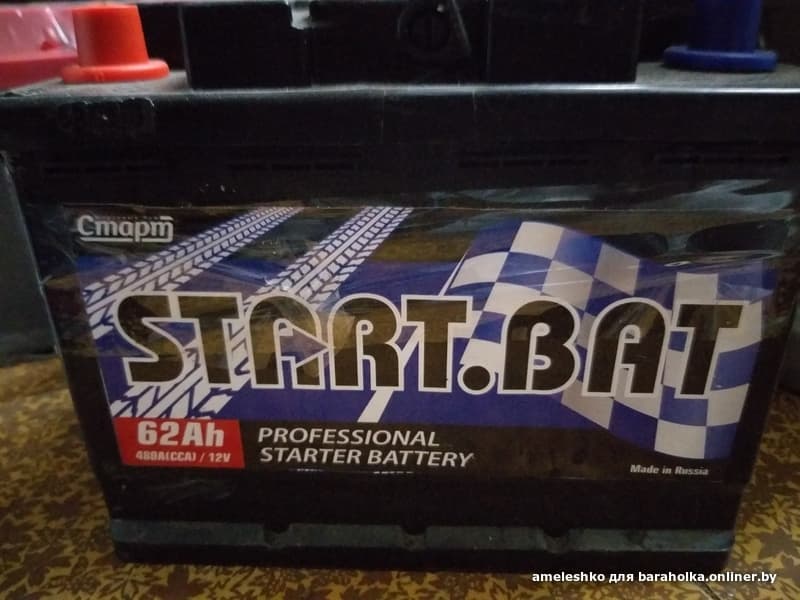 Старт
START.BAT
62Ah
480A(CCA) / 12V
PROFESSIONAL
STARTER BATTERY
Made in Russia
ameleshko для baraholka.onliner.by